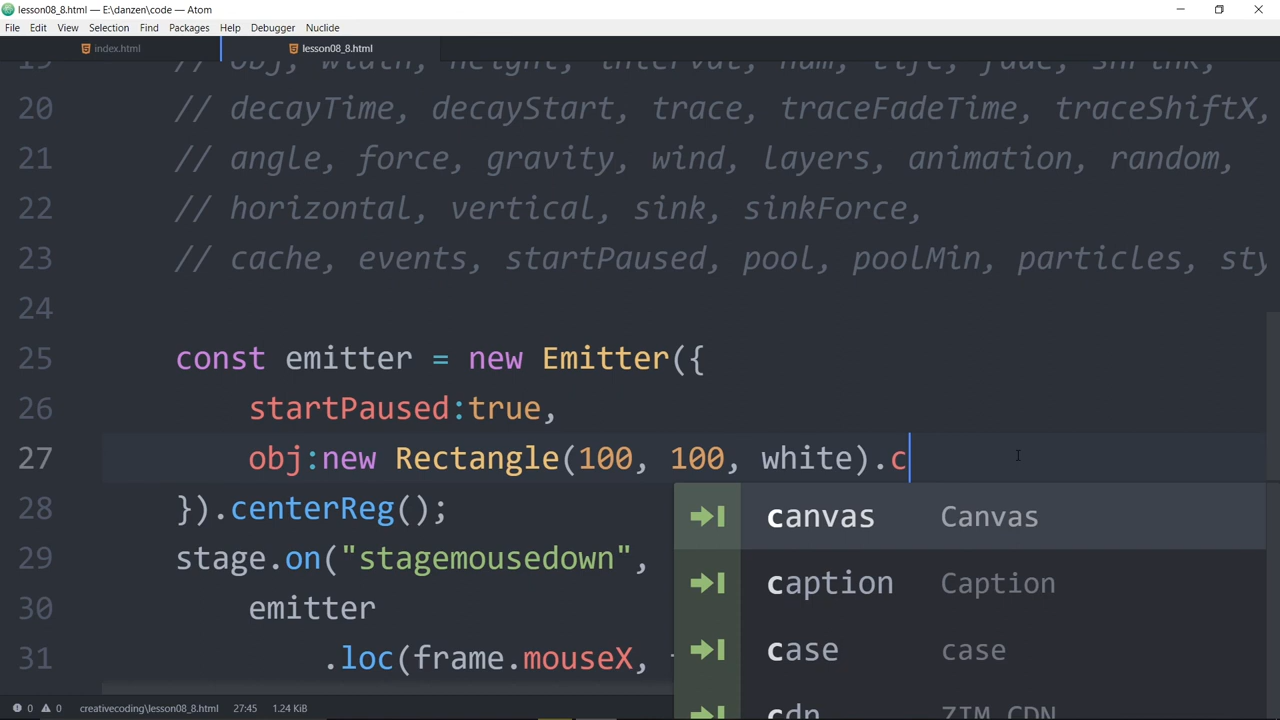 lesson08_8.html — E:\danzen\code — Atom
File Edit View Selection Find Packages Help Debugger Nuclide
index.html lesson08_8.html
19 // obj, width, height, interval, num, life, fade, shrink,
20 // decayTime, decayStart, trace, traceFadeTime, traceShiftX,
21 // angle, force, gravity, wind, layers, animation, random,
22 // horizontal, vertical, sink, sinkForce,
23 // cache, events, startPaused, pool, poolMin, particles, sty
24
25 const emitter = new Emitter({
26 startPaused:true,
27 obj:new Rectangle(100, 100, white).c
28 }).centerReg();
canvas Canvas
29 stage.on("stagemousedown",
caption Caption
30 emitter
case case
31 .loc(frame.mouseX,
cdn ZIM CDN
0 0 creativecoding\lesson08_8.html 27:45 1.24 KiB